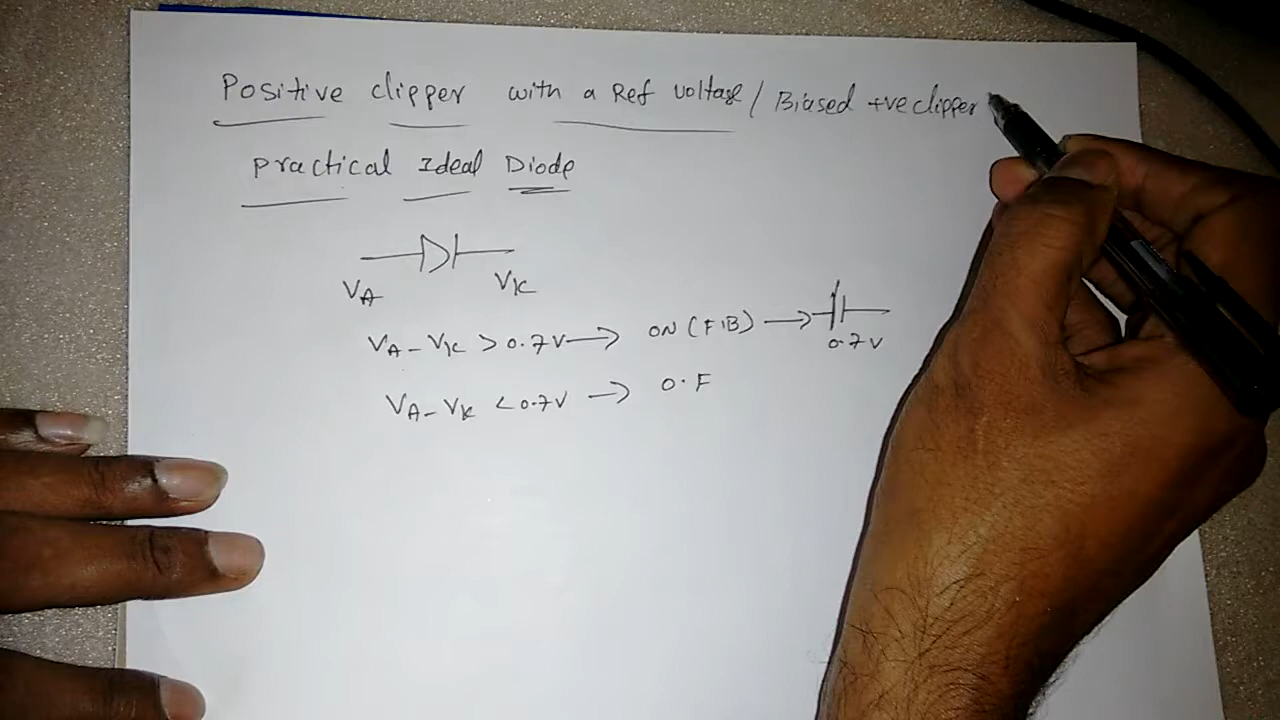 Positive clipper with a Ref voltage / Biased +ve clipper
Practical Ideal Diode
VA VK
VA - VK > 0.7V → ON (F.B) →
0.7V
VA - VK < 0.7V → O.F